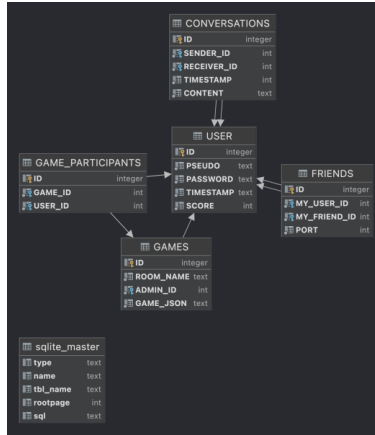 CONVERSATIONS
ID integer
SENDER_ID int
RECEIVER_ID int
TIMESTAMP int
CONTENT text
USER
ID integer
PSEUDO text
PASSWORD text
TIMESTAMP text
SCORE int
GAME_PARTICIPANTS
ID integer
GAME_ID int
USER_ID int
FRIENDS
ID integer
MY_USER_ID int
MY_FRIEND_ID int
PORT int
GAMES
ID integer
ROOM_NAME text
ADMIN_ID int
GAME_JSON text
sqlite_master
type text
name text
tbl_name text
rootpage int
sql text